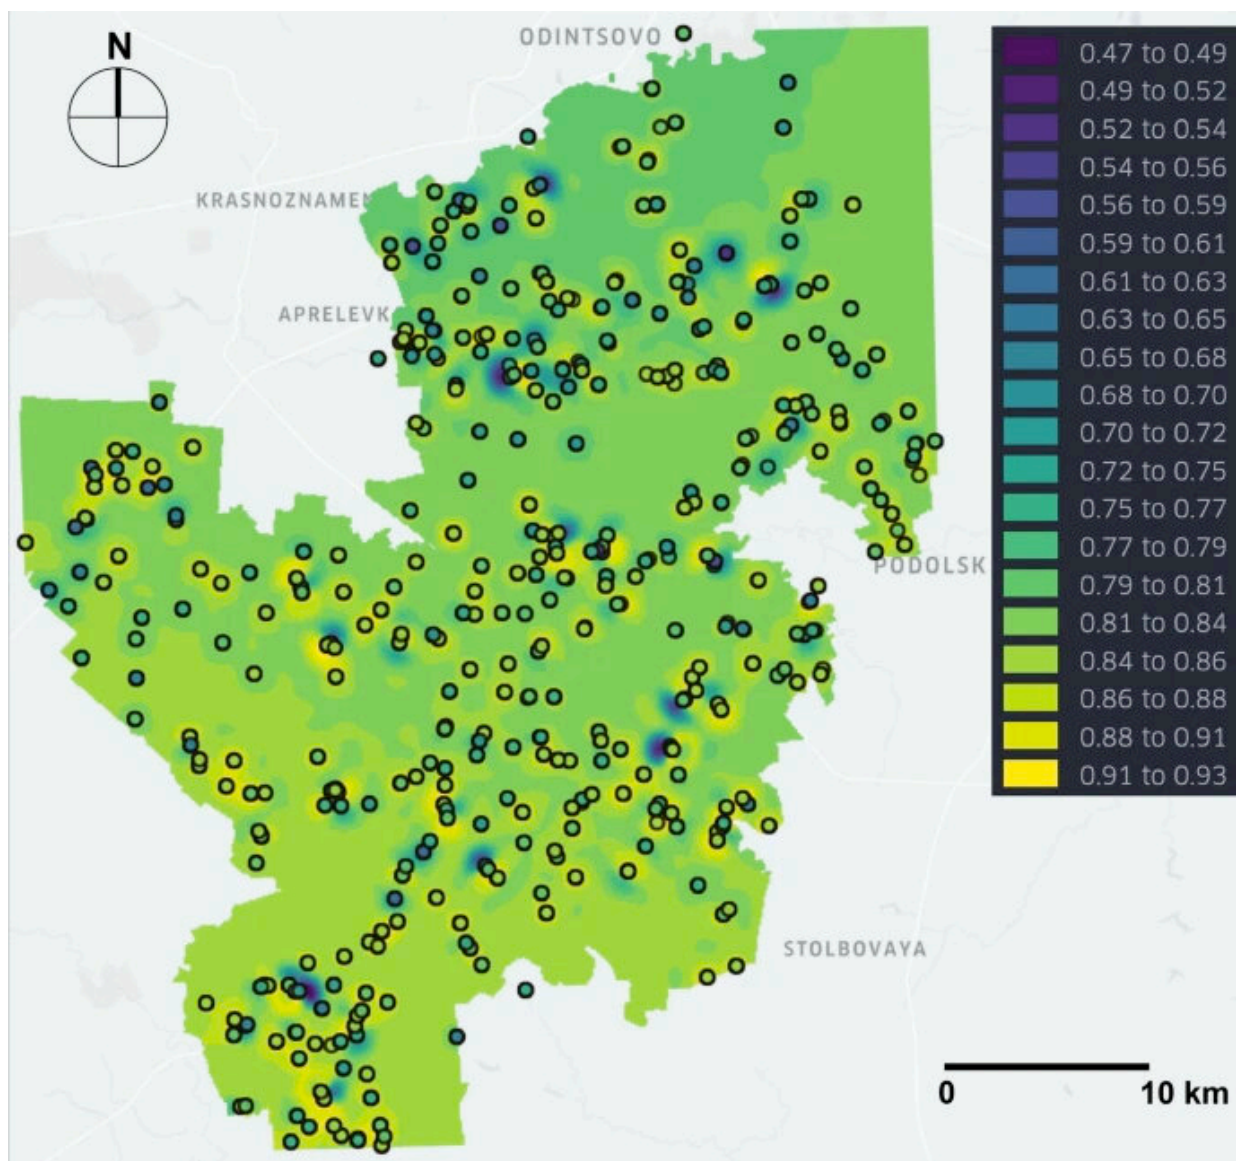 N
ODINTSOVO
KRASNOZNAMEN
APRELEVK
PODOLSK
STOLBOVAYA
0.47 to 0.49
0.49 to 0.52
0.52 to 0.54
0.54 to 0.56
0.56 to 0.59
0.59 to 0.61
0.61 to 0.63
0.63 to 0.65
0.65 to 0.68
0.68 to 0.70
0.70 to 0.72
0.72 to 0.75
0.75 to 0.77
0.77 to 0.79
0.79 to 0.81
0.81 to 0.84
0.84 to 0.86
0.86 to 0.88
0.88 to 0.91
0.91 to 0.93
0 10 km